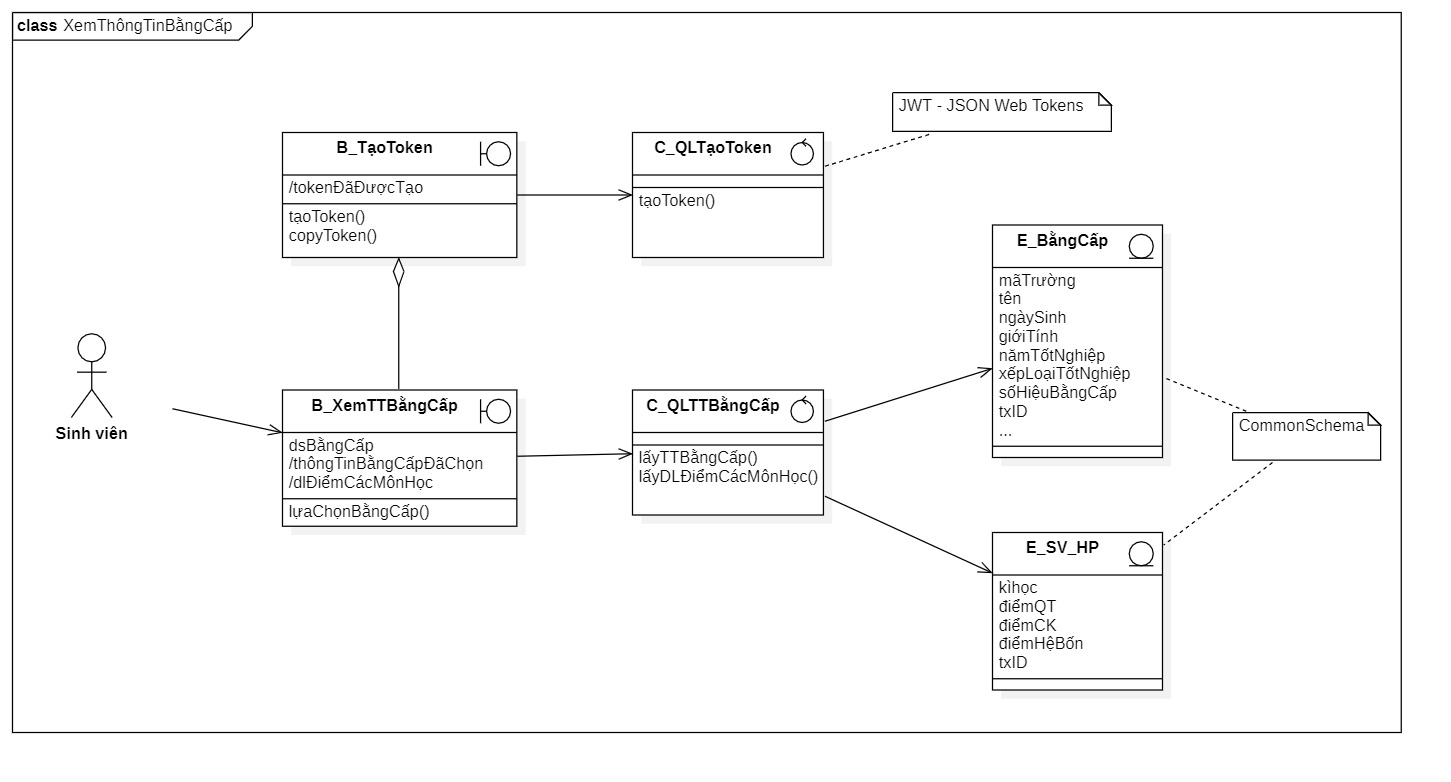 class XemThôngTinBằngCấp
JWT - JSON Web Tokens
B_TạoToken
/tokenĐãĐượcTạo
tạoToken()
copyToken()
C_QLTạoToken
tạoToken()
E_BằngCấp
mãTrường
tên
ngàySinh
giớiTính
nămTốtNghiệp
xếpLoạiTốtNghiệp
sốHiệuBằngCấp
txID
...
Sinh viên
B_XemTTBằngCấp
dsBằngCấp
/thôngTinBằngCấpĐãChọn
/dlĐiểmCácMônHọc
lựaChọnBằngCấp()
C_QLTTBằngCấp
lấyTTBằngCấp()
lấyDLĐiểmCácMônHọc()
CommonSchema
E_SV_HP
kìhọc
điểmQT
điểmCK
điểmHệBốn
txID